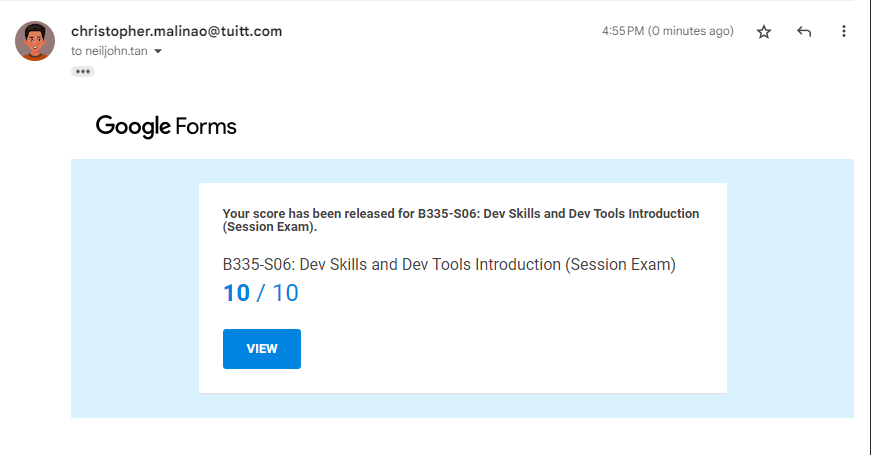 christopher.malinao@tuitt.com
4:55 PM (0 minutes ago)
to neiljohn.tan
Google Forms
Your score has been released for B335-S06: Dev Skills and Dev Tools Introduction
(Session Exam).
B335-S06: Dev Skills and Dev Tools Introduction (Session Exam)
10 / 10
VIEW